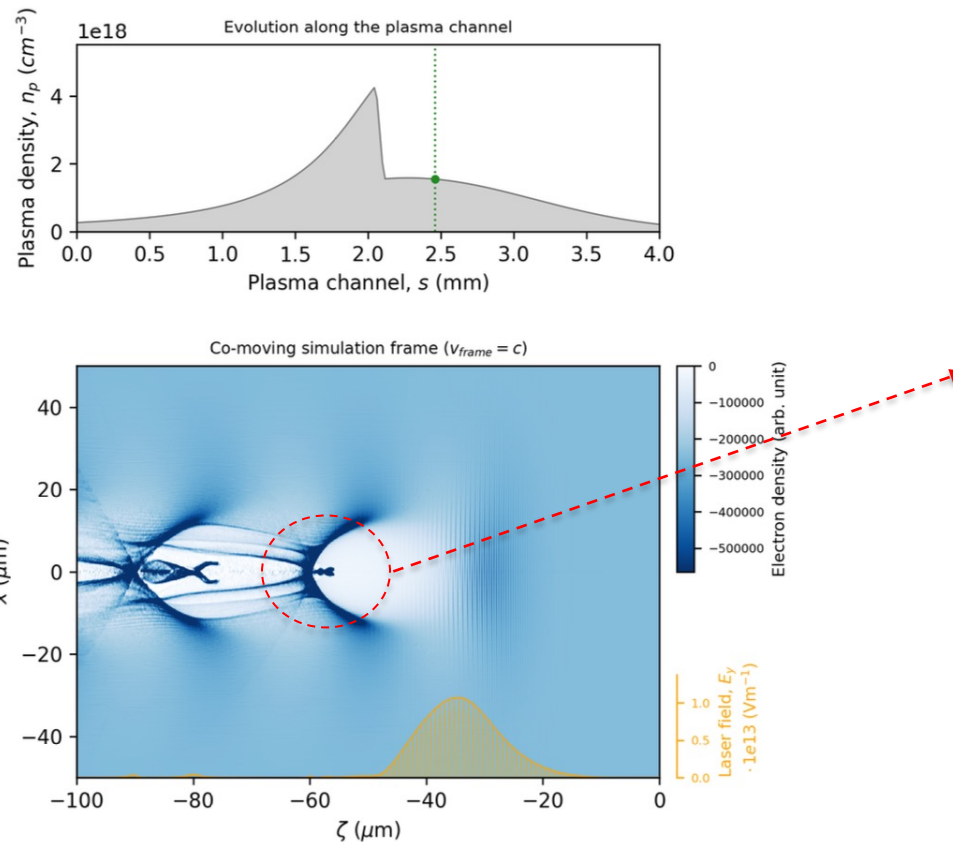 Evolution along the plasma channel
1e18
Plasma density, n_p (cm^{-3})
4
2
0
0.0 0.5 1.0 1.5 2.0 2.5 3.0 3.5 4.0
Plasma channel, s (mm)
Co-moving simulation frame (v_{frame} = c)
40
20
0
−20
−40
(μm)
−100 −80 −60 −40 −20 0
ζ (μm)
0
−100000
−200000
−300000
−400000
−500000
Electron density (arb. unit)
1.0
0.5
0.0
Laser field, E_y
· 1e13 (Vm^{-1})